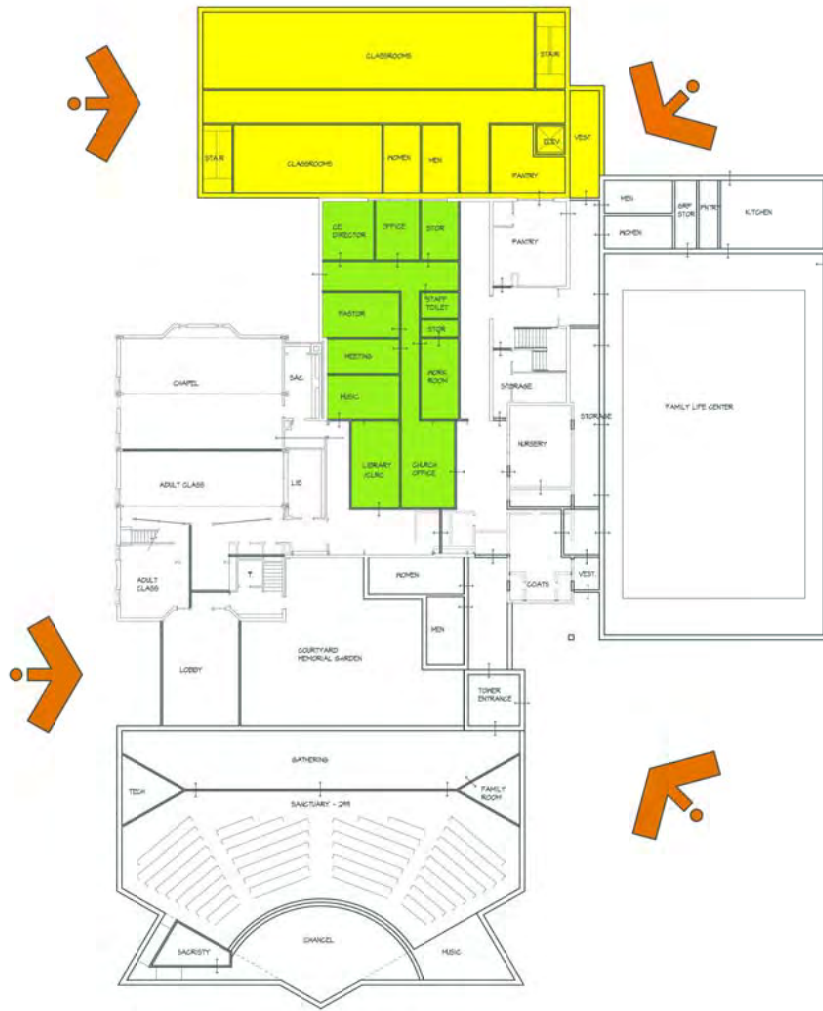 CLASSROOMS
STAIR
STAIR
CLASSROOMS
WOMEN
MEN
ELEV
PANTRY
VEST.
MEN
WOMEN
STOR
KITCHEN
CE
DIRECTOR
OFFICE
STOR
PANTRY
PASTOR
STAFF
TOILET
STOR
MEETING
WORK
ROOM
MUSIC
STORAGE
STORAGE
FAMILY LIFE CENTER
CHAPEL
SAC.
NURSERY
LIBRARY
CHURCH
OFFICE
ADULT CLASS
ADULT
CLASS
WOMEN
COATS
VEST.
MEN
LOBBY
COURTYARD
MEMORIAL GARDEN
TOWER
ENTRANCE
GATHERING
TECH
FAMILY
ROOM
SANCTUARY - 299
SACRISTY
CHANCEL
MUSIC